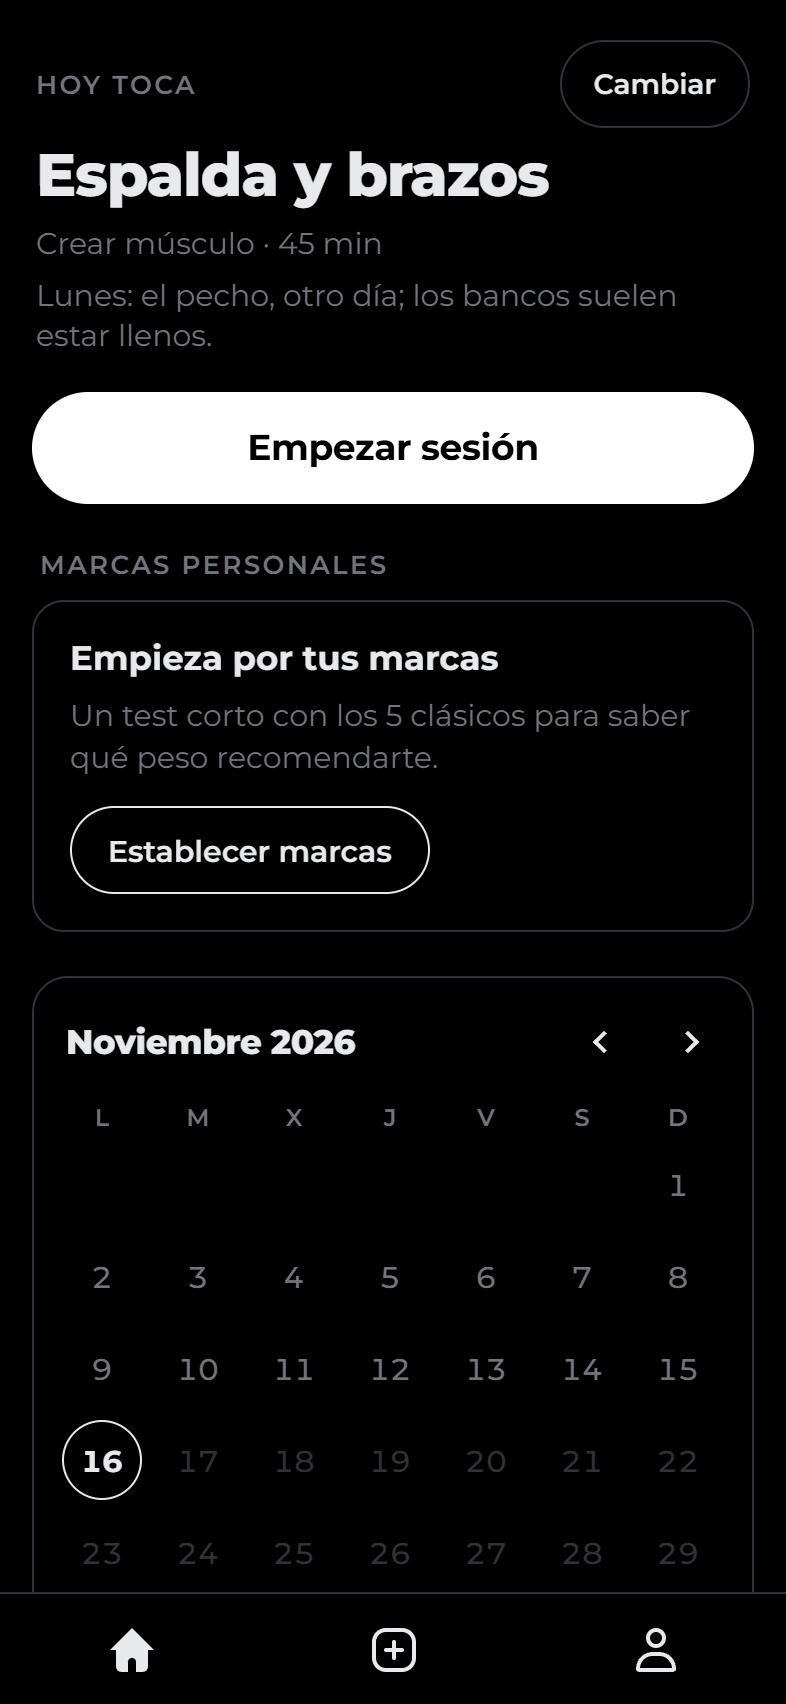 HOY TOCA
Cambiar
Espalda y brazos
Crear músculo · 45 min
Lunes: el pecho, otro día; los bancos suelen
estar llenos.
Empezar sesión
MARCAS PERSONALES
Empieza por tus marcas
Un test corto con los 5 clásicos para saber
qué peso recomendarte.
Establecer marcas
Noviembre 2026
L M X J V S D
1
2 3 4 5 6 7 8
9 10 11 12 13 14 15
16 17 18 19 20 21 22
23 24 25 26 27 28 29